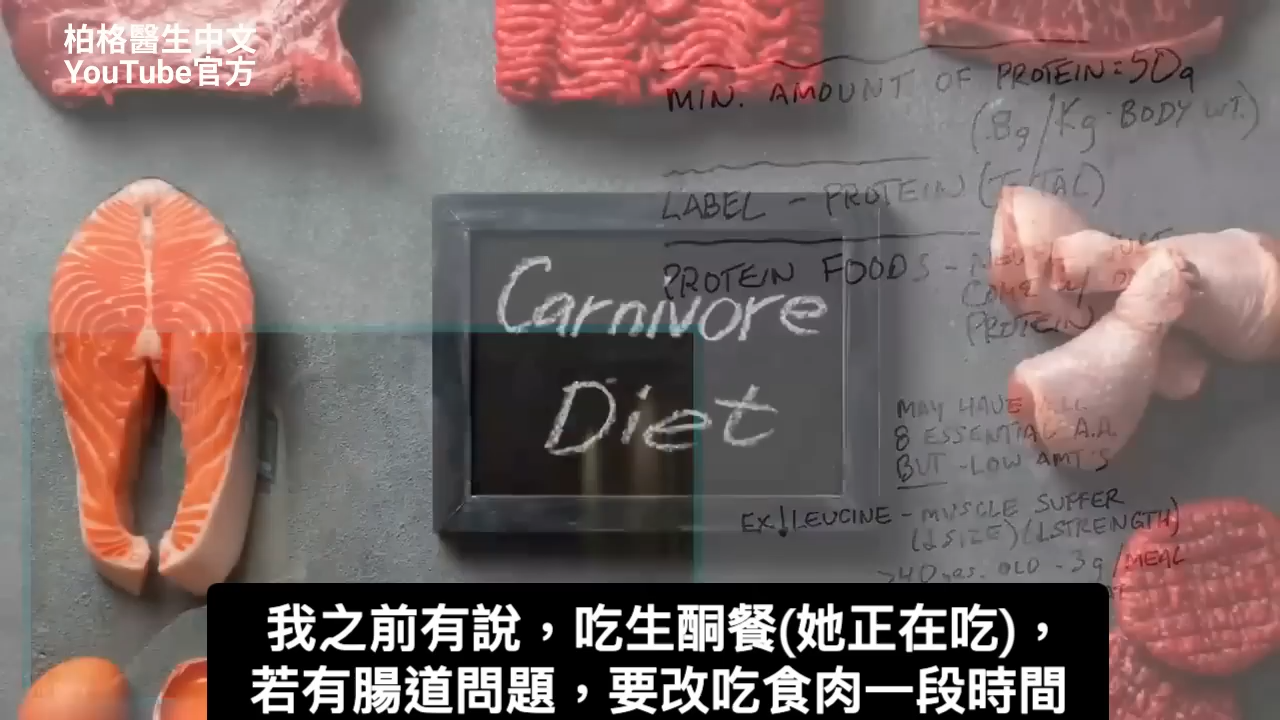 柏格醫生中文
YouTube官方
MIN. AMOUNT OF PROTEIN: 50g
(.8g/Kg-BODY WT.)
LABEL - PROTEIN (TOTAL)
PROTEIN FOODS -
COME W/
PROTEIN
Carnivore
Diet
MAY HAVE ALL
8 ESSENTIAL A.A.
BUT -LOW AMT'S
EX↓LEUCINE - MUSCLE SUFFER
(↓SIZE)(↓STRENGTH)
>40 yrs. OLD - 3g/MEAL
我之前有說，吃生酮餐(她正在吃)，
若有腸道問題，要改吃食肉一段時間